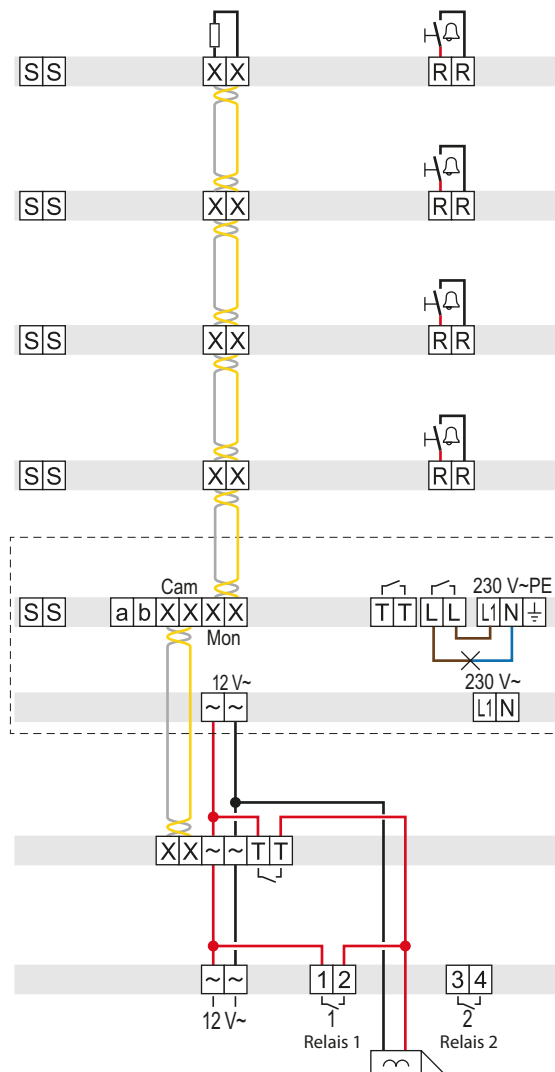 S S X X R R
S S X X R R
S S X X R R
S S X X R R
Cam 230 V~PE
S S a b X X X X T T L L L1 N ⏚
Mon
12 V~ 230 V~
~ ~ L1 N
X X ~ ~ T T
~ ~ 1 2 3 4
12 V~ 1 2
Relais 1 Relais 2